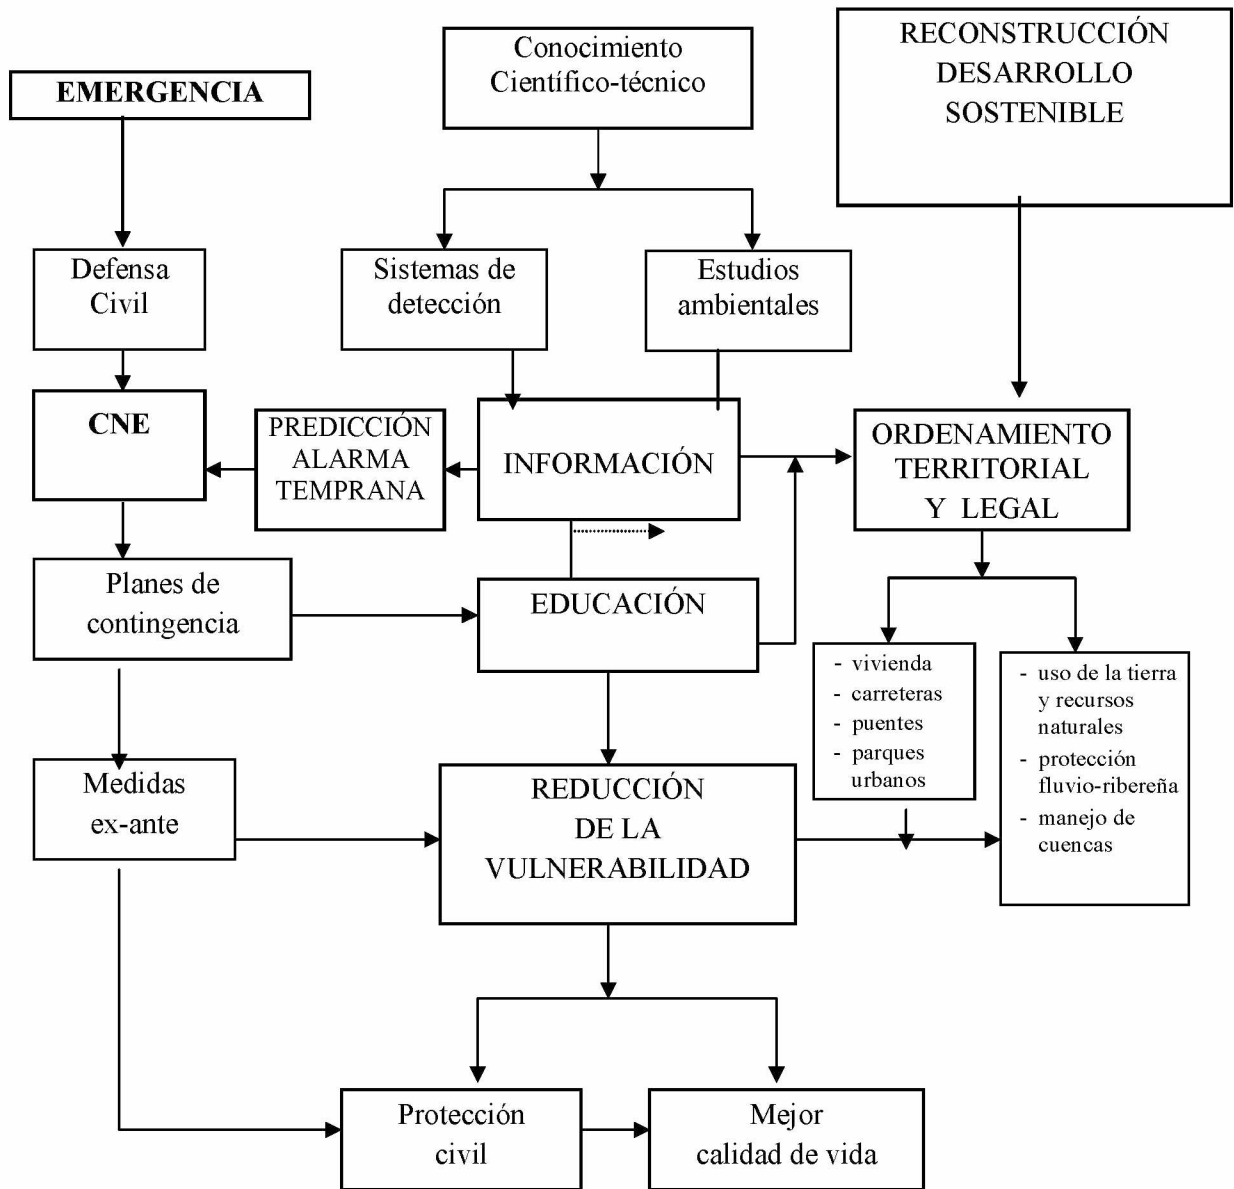 EMERGENCIA
Conocimiento
Científico-técnico
RECONSTRUCCIÓN
DESARROLLO
SOSTENIBLE
Defensa
Civil
Sistemas de
detección
Estudios
ambientales
CNE
PREDICCIÓN
ALARMA
TEMPRANA
INFORMACIÓN
ORDENAMIENTO
TERRITORIAL
Y LEGAL
Planes de
contingencia
EDUCACIÓN
- vivienda
- carreteras
- puentes
- parques
urbanos
- uso de la tierra
y recursos
naturales
- protección
fluvio-ribereña
- manejo de
cuencas
Medidas
ex-ante
REDUCCIÓN
DE LA
VULNERABILIDAD
Protección
civil
Mejor
calidad de vida